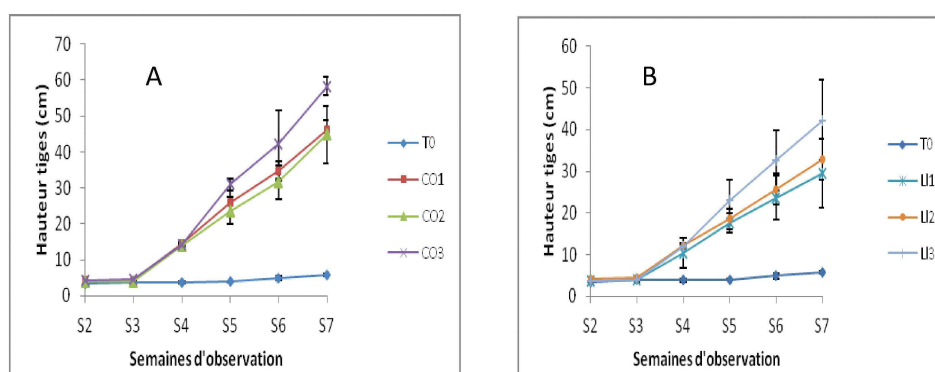 A
Hauteur tiges (cm)
70
60
50
40
30
20
10
0
S2 S3 S4 S5 S6 S7
Semaines d'observation
T0
CO1
CO2
CO3
B
Hauteur tiges (cm)
60
50
40
30
20
10
0
S2 S3 S4 S5 S6 S7
Semaines d'observation
T0
LI1
LI2
LI3